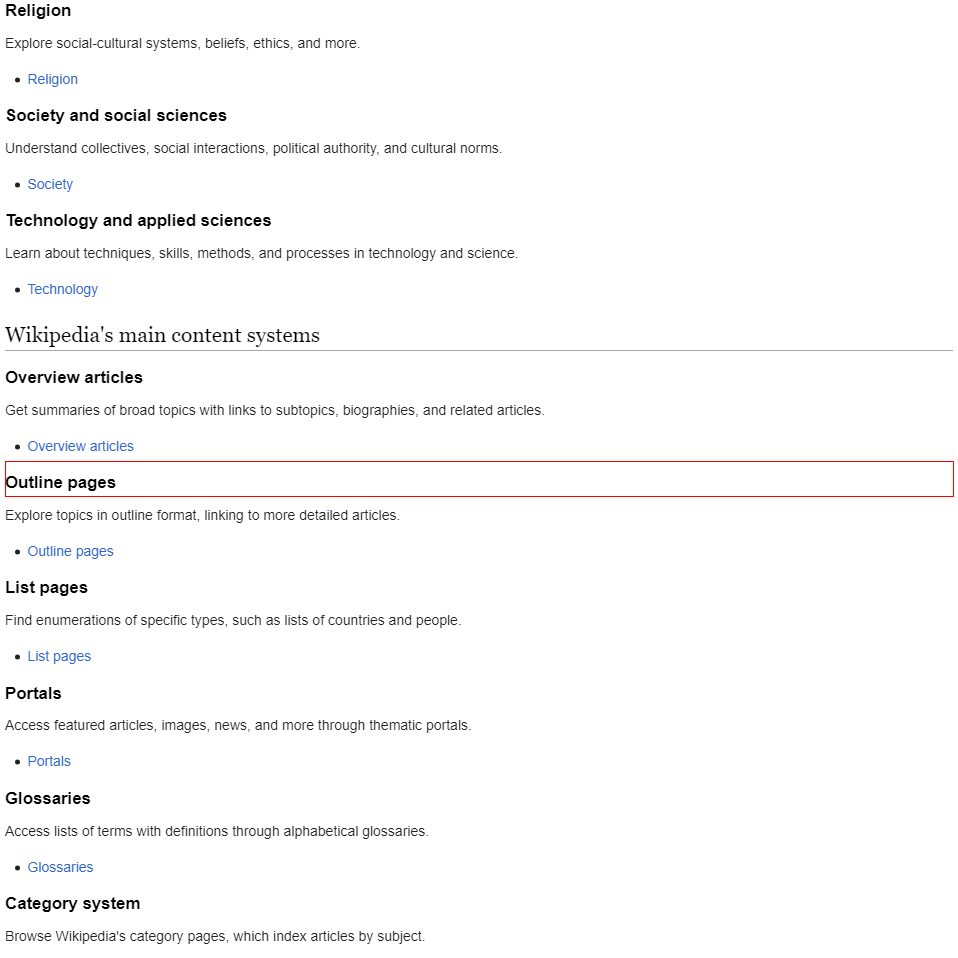 Religion
Explore social-cultural systems, beliefs, ethics, and more.
Religion
Society and social sciences
Understand collectives, social interactions, political authority, and cultural norms.
Society
Technology and applied sciences
Learn about techniques, skills, methods, and processes in technology and science.
Technology
Wikipedia's main content systems
Overview articles
Get summaries of broad topics with links to subtopics, biographies, and related articles.
Overview articles
Outline pages
Explore topics in outline format, linking to more detailed articles.
Outline pages
List pages
Find enumerations of specific types, such as lists of countries and people.
List pages
Portals
Access featured articles, images, news, and more through thematic portals.
Portals
Glossaries
Access lists of terms with definitions through alphabetical glossaries.
Glossaries
Category system
Browse Wikipedia's category pages, which index articles by subject.